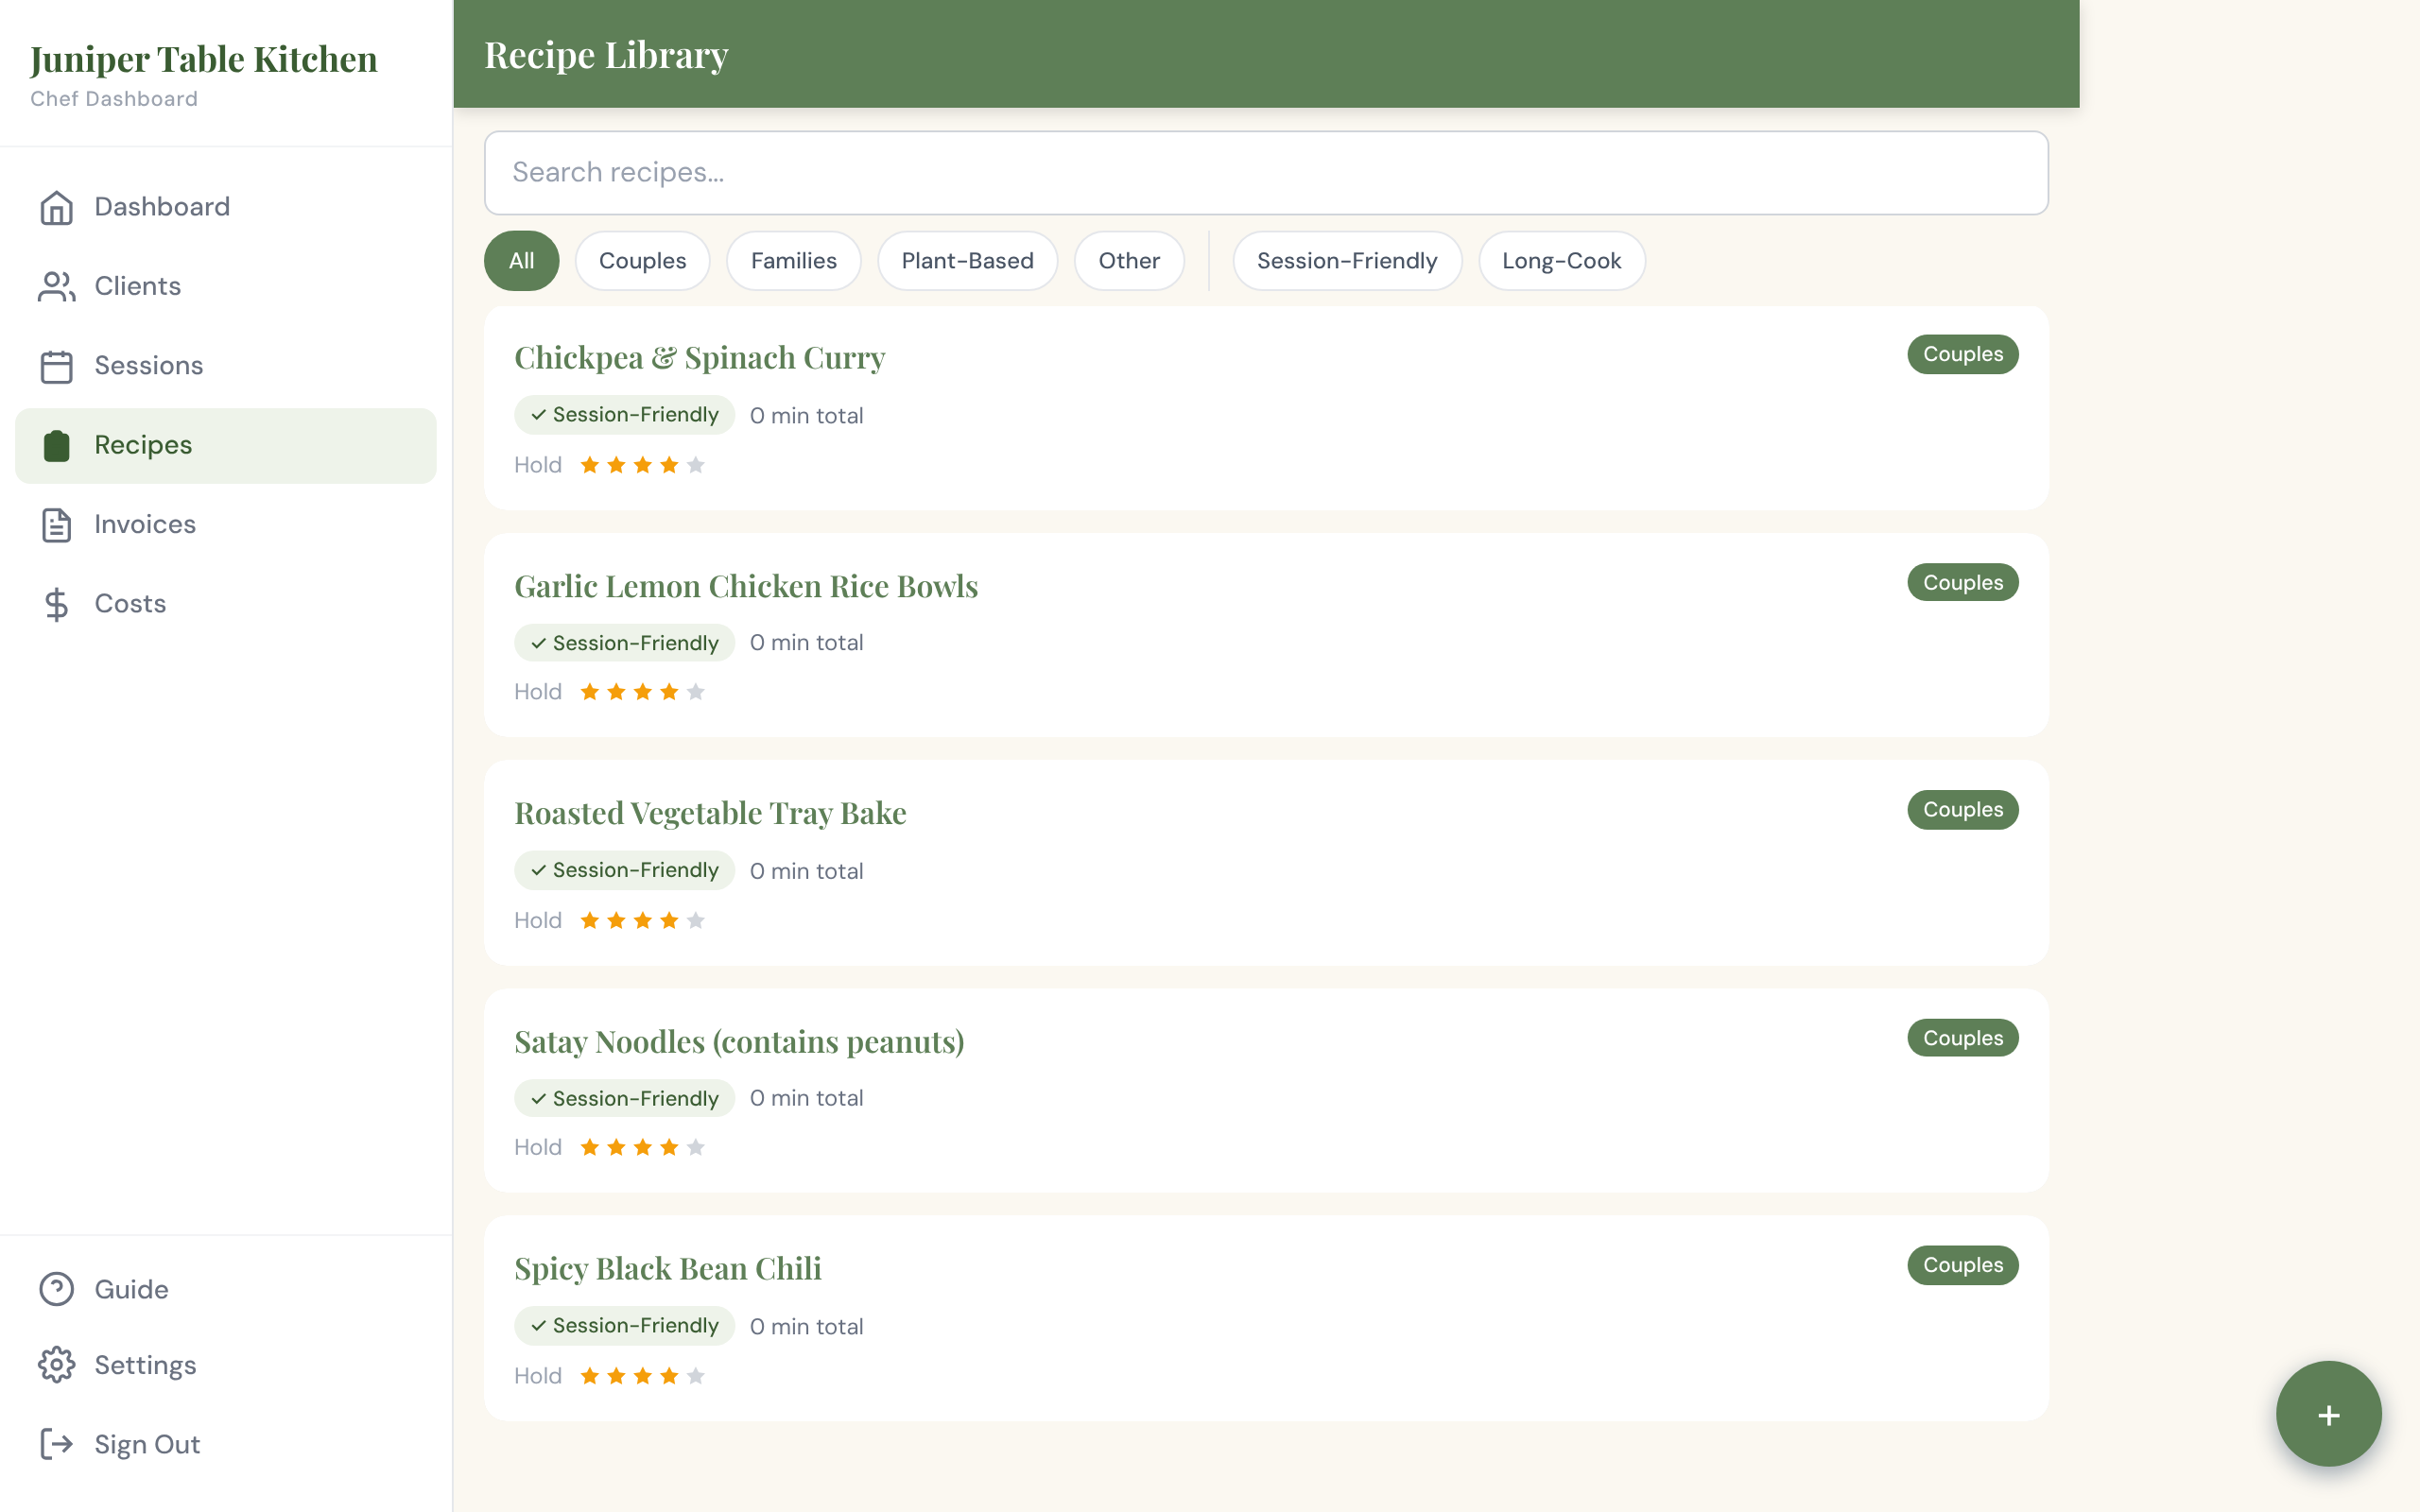 Juniper Table Kitchen
Chef Dashboard
Dashboard
Clients
Sessions
Recipes
Invoices
Costs
Guide
Settings
Sign Out
Recipe Library
Search recipes...
All Couples Families Plant-Based Other Session-Friendly Long-Cook
Chickpea & Spinach Curry Couples
✓ Session-Friendly 0 min total
Hold ★★★★★
Garlic Lemon Chicken Rice Bowls Couples
✓ Session-Friendly 0 min total
Hold ★★★★★
Roasted Vegetable Tray Bake Couples
✓ Session-Friendly 0 min total
Hold ★★★★★
Satay Noodles (contains peanuts) Couples
✓ Session-Friendly 0 min total
Hold ★★★★★
Spicy Black Bean Chili Couples
✓ Session-Friendly 0 min total
Hold ★★★★★
+